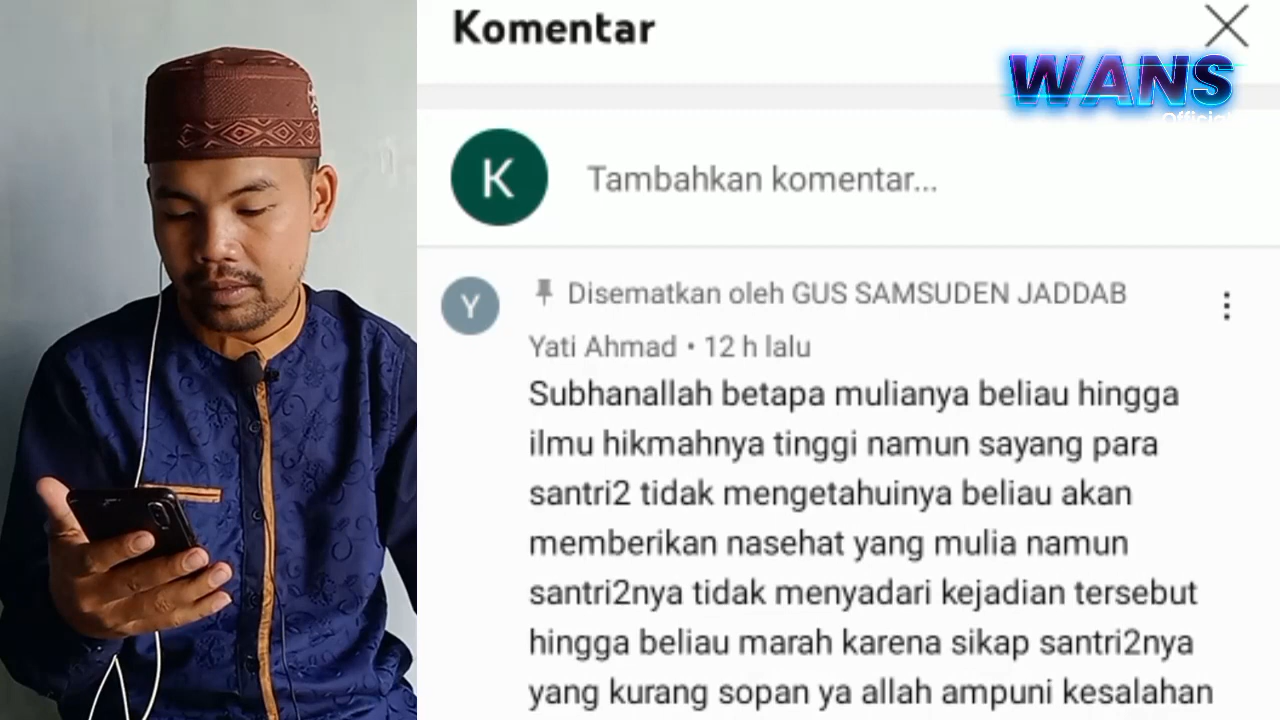 Komentar
WANS
Official
K
Tambahkan komentar...
Y
Disematkan oleh GUS SAMSUDEN JADDAB
Yati Ahmad • 12 h lalu
Subhanallah betapa mulianya beliau hingga
ilmu hikmahnya tinggi namun sayang para
santri2 tidak mengetahuinya beliau akan
memberikan nasehat yang mulia namun
santri2nya tidak menyadari kejadian tersebut
hingga beliau marah karena sikap santri2nya
yang kurang sopan ya allah ampuni kesalahan